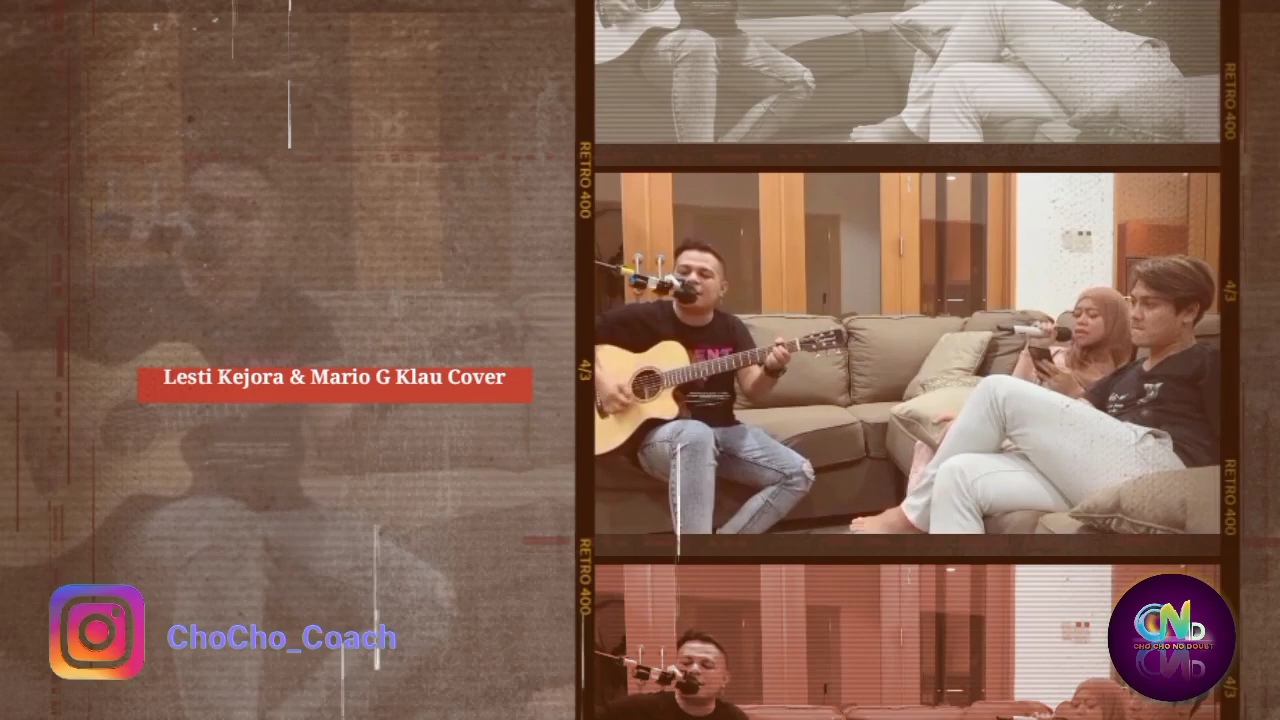 RETRO 400
4/3
RETRO 400
Lesti Kejora & Mario G Klau Cover
ChoCho_Coach
RETRO 400
4/3
RETRO 400
4/3
CND
CHO CHO NO DOUBT